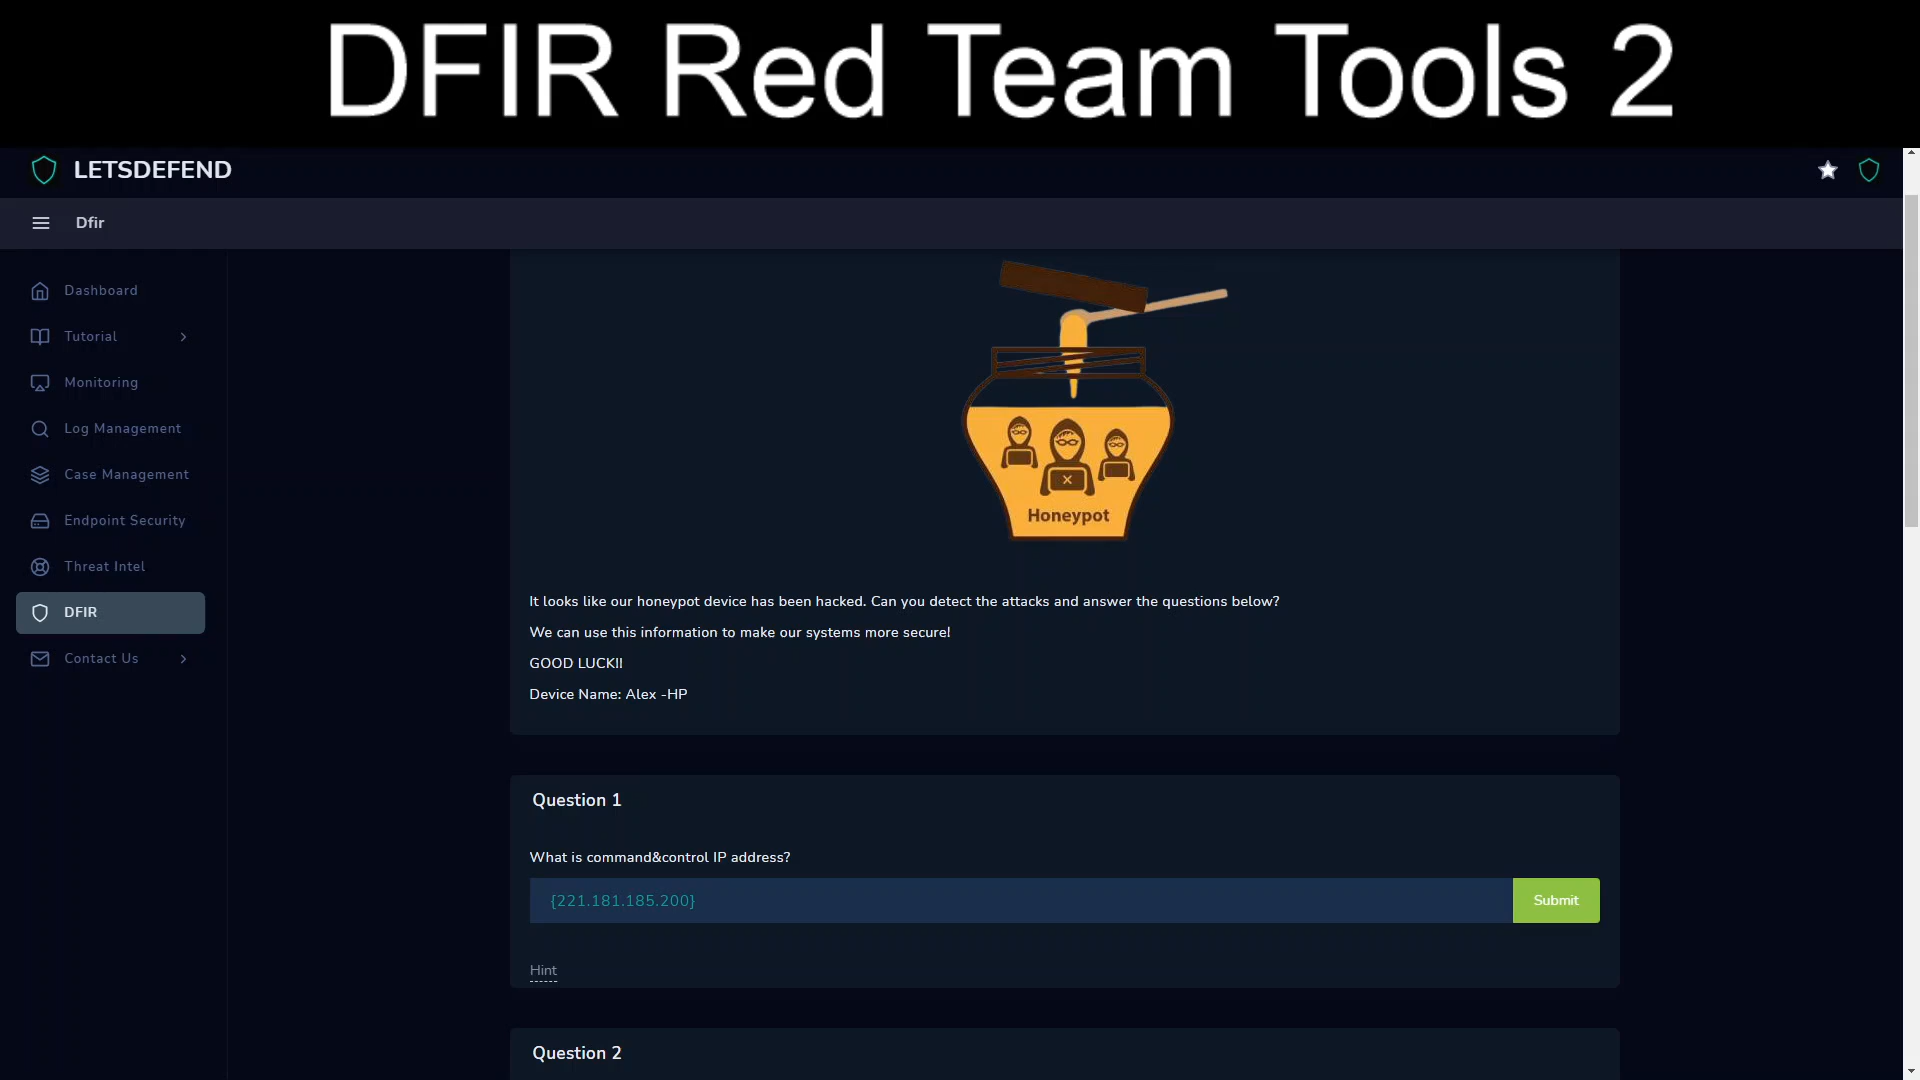 DFIR Red Team Tools 2
LETSDEFEND
Dfir
Dashboard
Tutorial
Monitoring
Log Management
Case Management
Endpoint Security
Threat Intel
DFIR
Contact Us
Honeypot
It looks like our honeypot device has been hacked. Can you detect the attacks and answer the questions below?
We can use this information to make our systems more secure!
GOOD LUCK!!
Device Name: Alex -HP
Question 1
What is command&control IP address?
{221.181.185.200}
Submit
Hint
Question 2